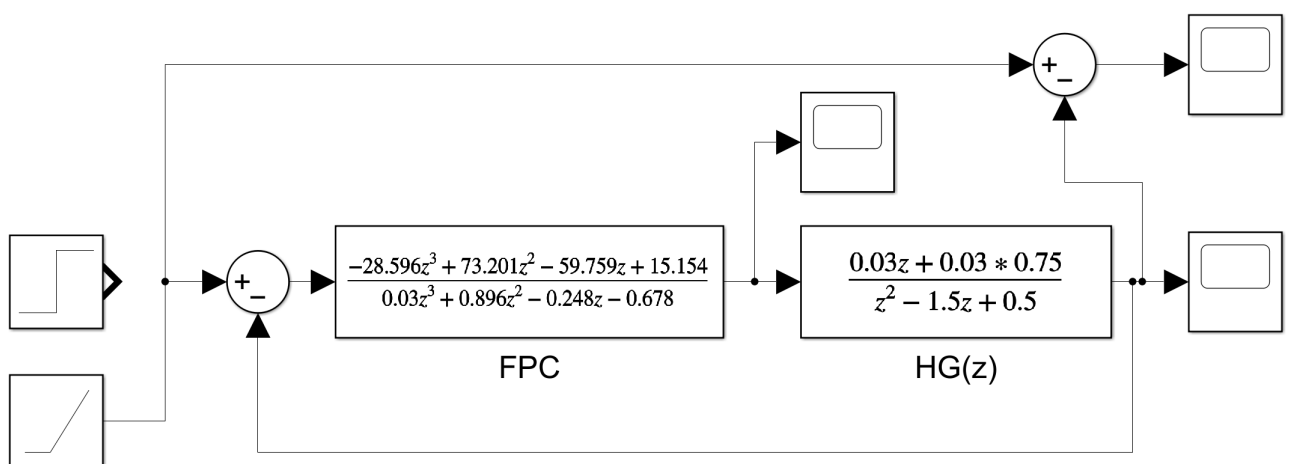 +
−
+
−
−28.596z³ + 73.201z² − 59.759z + 15.154
0.03z³ + 0.896z² − 0.248z − 0.678
0.03z + 0.03 * 0.75
z² − 1.5z + 0.5
FPC
HG(z)